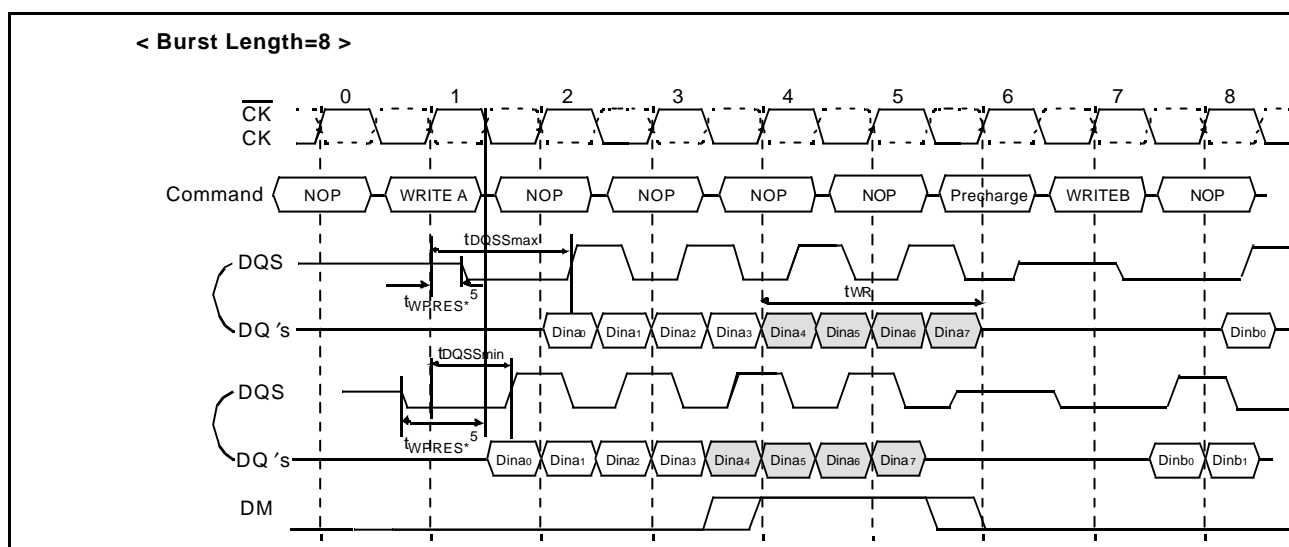 < Burst Length=8 >
0 1 2 3 4 5 6 7 8
CK
CK
Command NOP WRITE A NOP NOP NOP NOP Precharge WRITEB NOP
tDQSSmax
DQS
tWPRES*5
tWR
DQ's Dina0 Dina1 Dina2 Dina3 Dina4 Dina5 Dina6 Dina7 Dinb0
tDQSSmin
DQS
tWPRES*5
DQ's Dina0 Dina1 Dina2 Dina3 Dina4 Dina5 Dina6 Dina7 Dinb0 Dinb1
DM